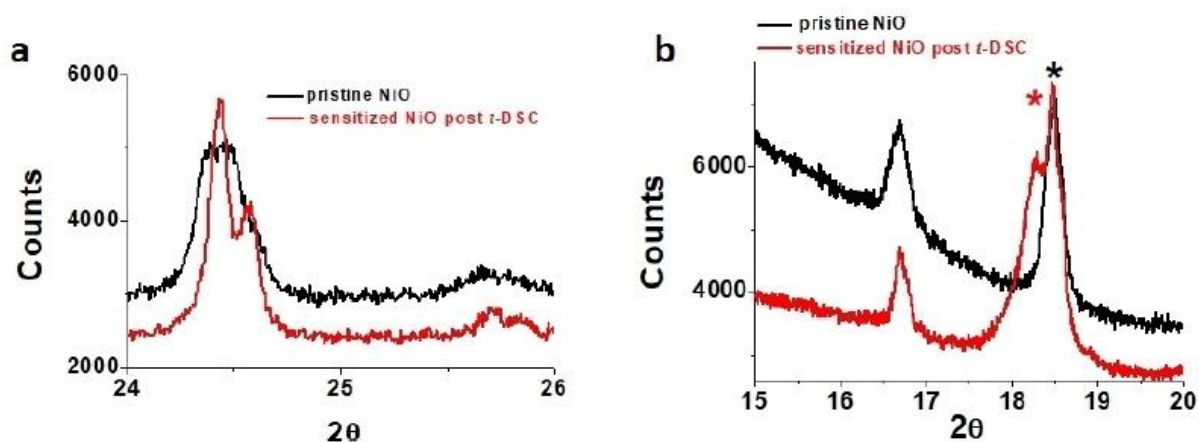 a
pristine NiO
sensitized NiO post t-DSC
6000
4000
2000
Counts
24
25
26
2θ
b
pristine NiO
sensitized NiO post t-DSC
*
*
6000
4000
Counts
15
16
17
18
19
20
2θ